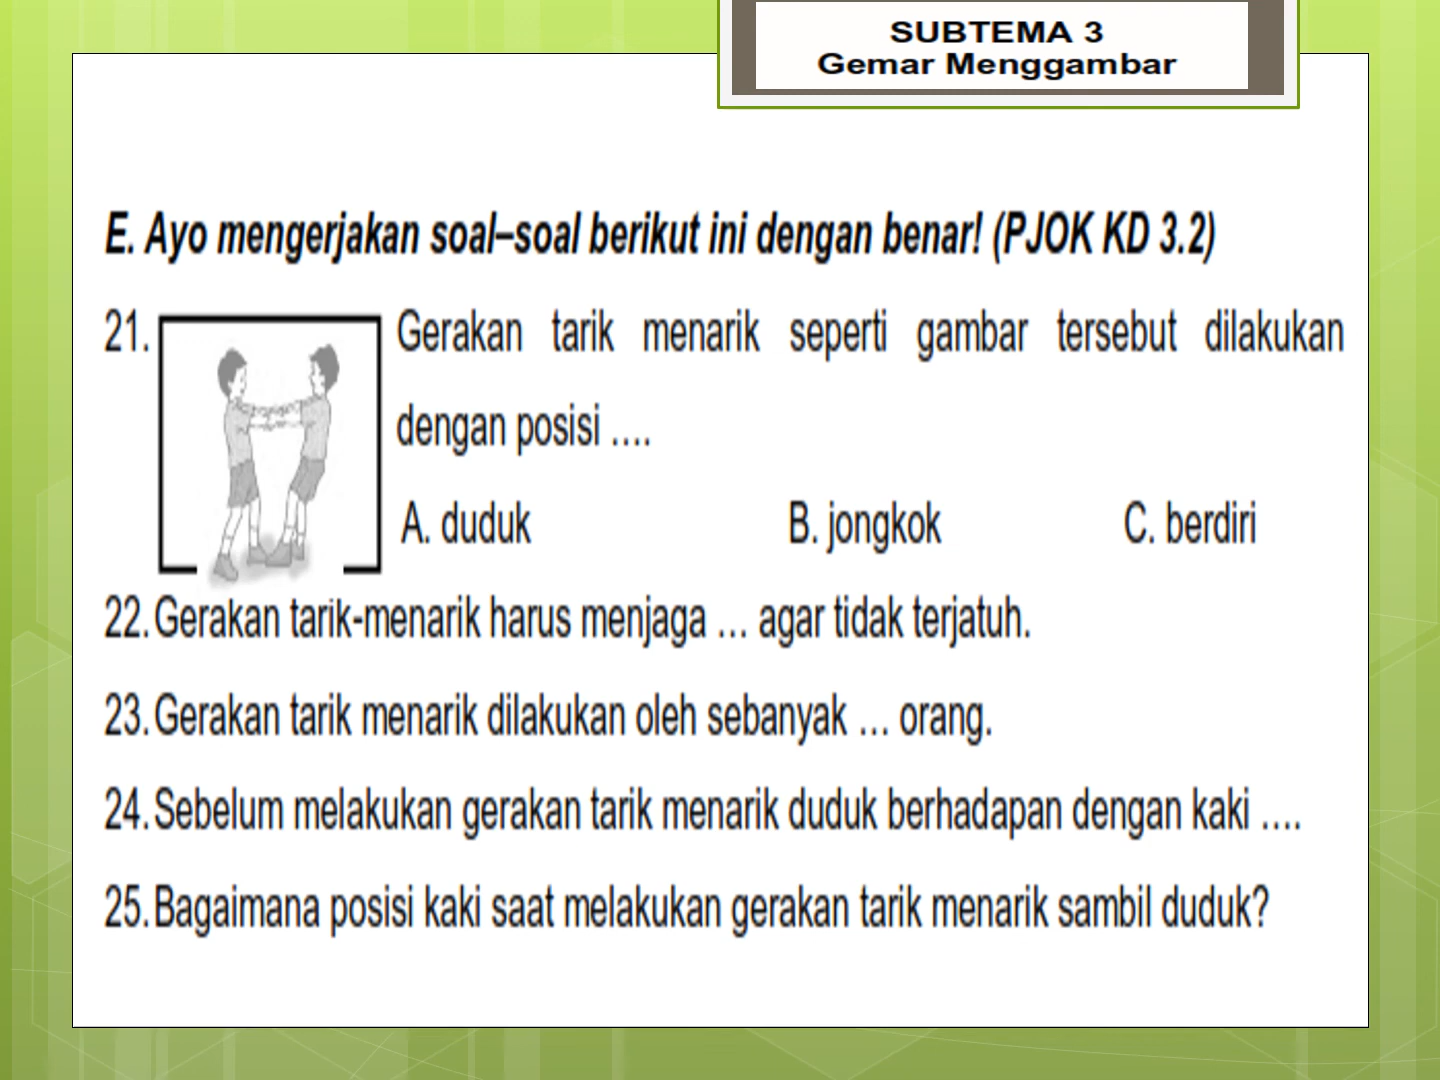 SUBTEMA 3
Gemar Menggambar
E. Ayo mengerjakan soal–soal berikut ini dengan benar! (PJOK KD 3.2)
21. Gerakan tarik menarik seperti gambar tersebut dilakukan
dengan posisi ....
A. duduk B. jongkok C. berdiri
22. Gerakan tarik-menarik harus menjaga ... agar tidak terjatuh.
23. Gerakan tarik menarik dilakukan oleh sebanyak ... orang.
24. Sebelum melakukan gerakan tarik menarik duduk berhadapan dengan kaki ....
25. Bagaimana posisi kaki saat melakukan gerakan tarik menarik sambil duduk?